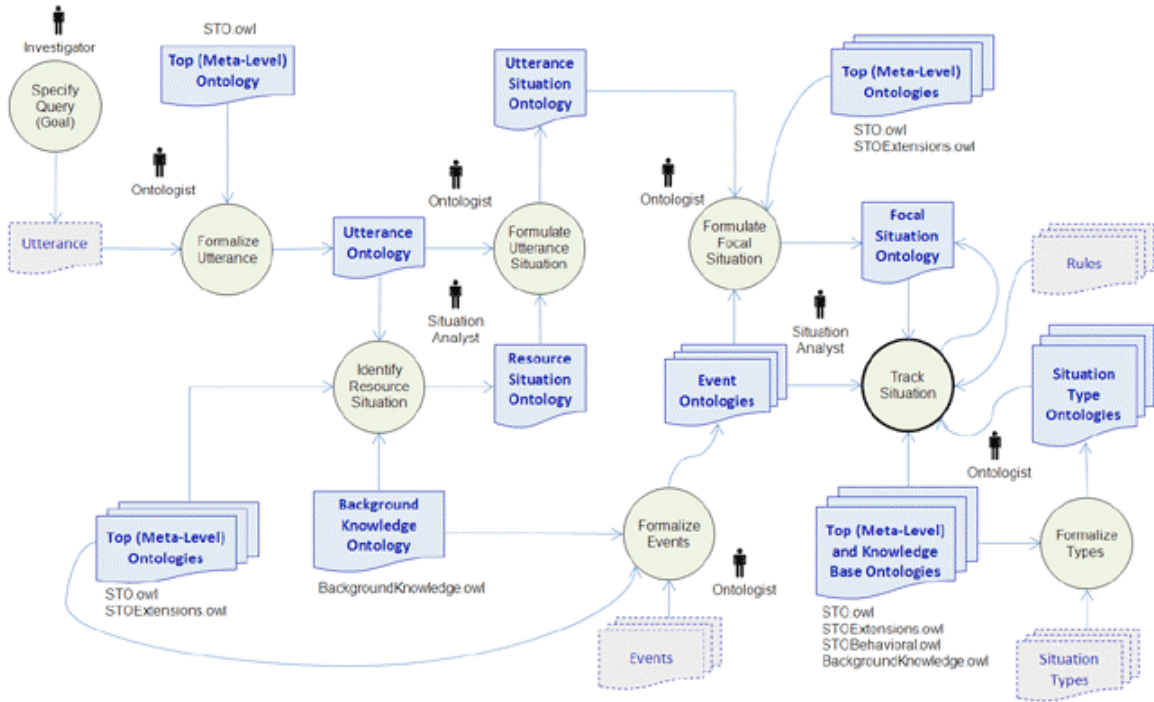 Investigator
Specify
Query
(Goal)
STO.owl
Top (Meta-Level)
Ontology
Ontologist
Utterance
Formalize
Utterance
Utterance
Ontology
Utterance
Situation
Ontology
Ontologist
Formulate
Utterance
Situation
Situation
Analyst
Identify
Resource
Situation
Resource
Situation
Ontology
Top (Meta-Level)
Ontologies
STO.owl
STOExtensions.owl
Ontologist
Formulate
Focal
Situation
Focal
Situation
Ontology
Rules
Situation
Analyst
Event
Ontologies
Track
Situation
Situation
Type
Ontologies
Ontologist
Top (Meta-Level)
Ontologies
STO.owl
STOExtensions.owl
Background
Knowledge
Ontology
BackgroundKnowledge.owl
Formalize
Events
Ontologist
Events
Top (Meta-Level)
and Knowledge
Base Ontologies
STO.owl
STOExtensions.owl
STOBehavioral.owl
BackgroundKnowledge.owl
Formalize
Types
Situation
Types